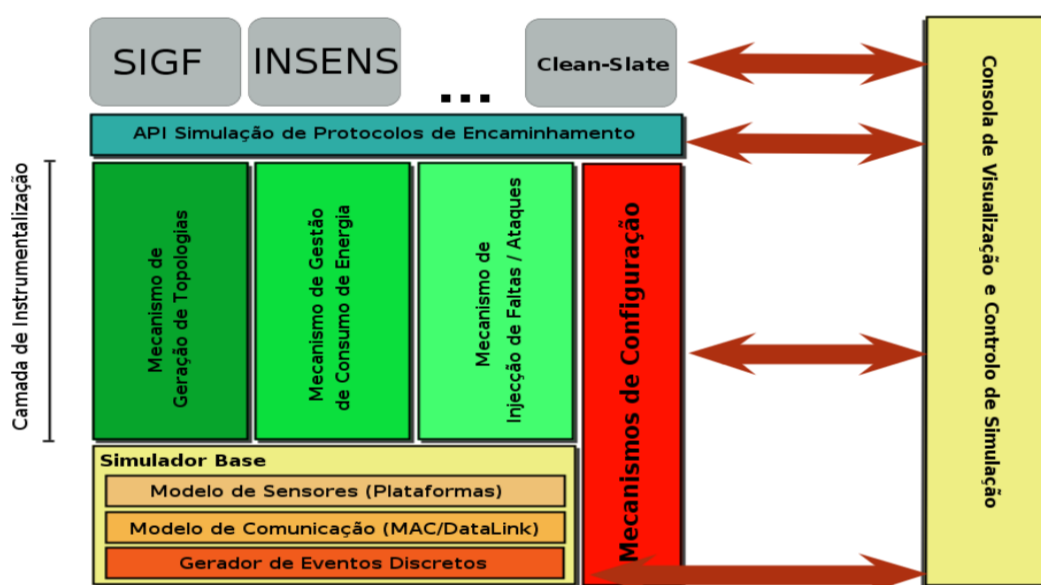 SIGF
INSENS
...
Clean-Slate
API Simulação de Protocolos de Encaminhamento
Camada de Instrumentalização
Mecanismo de
Geração de Topologias
Mecanismo de Gestão
de Consumo de Energia
Mecanismo de
Injecção de Faltas / Ataques
Mecanismos de Configuração
Simulador Base
Modelo de Sensores (Plataformas)
Modelo de Comunicação (MAC/DataLink)
Gerador de Eventos Discretos
Consola de Visualização e Controlo de Simulação